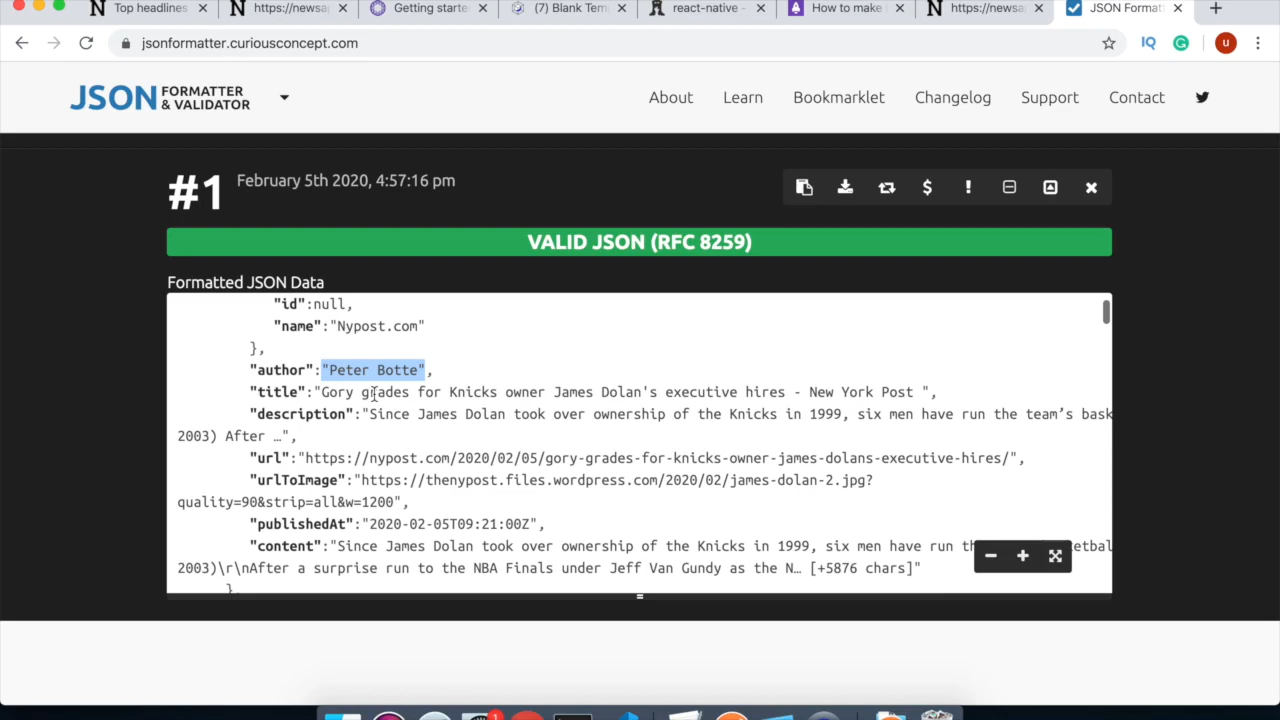 Top headlines
https://newsa
Getting starte
(7) Blank Tem
react-native -
How to make
https://newsa
JSON Format
jsonformatter.curiousconcept.com
IQ
u
JSON FORMATTER & VALIDATOR
About Learn Bookmarklet Changelog Support Contact
#1 February 5th 2020, 4:57:16 pm
VALID JSON (RFC 8259)
Formatted JSON Data
"id":null,
"name":"Nypost.com"
},
"author":"Peter Botte",
"title":"Gory grades for Knicks owner James Dolan's executive hires - New York Post ",
"description":"Since James Dolan took over ownership of the Knicks in 1999, six men have run the team’s bask
2003) After …",
"url":"https://nypost.com/2020/02/05/gory-grades-for-knicks-owner-james-dolans-executive-hires/",
"urlToImage":"https://thenypost.files.wordpress.com/2020/02/james-dolan-2.jpg?
quality=90&strip=all&w=1200",
"publishedAt":"2020-02-05T09:21:00Z",
"content":"Since James Dolan took over ownership of the Knicks in 1999, six men have run th
2003)\r\nAfter a surprise run to the NBA Finals under Jeff Van Gundy as the N… [+5876 chars]"
},
1